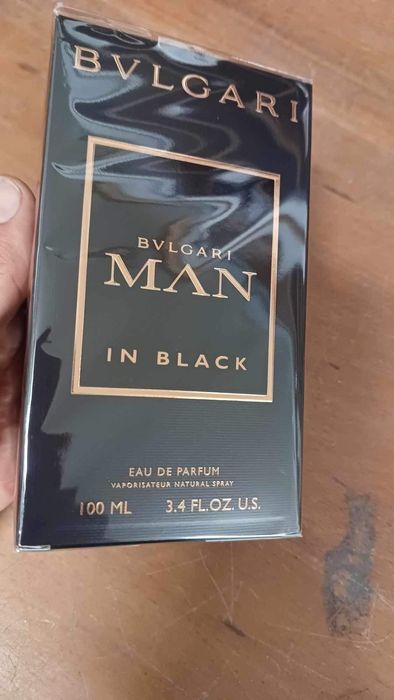 BVLGARI
BVLGARI
MAN
IN BLACK
EAU DE PARFUM
VAPORISATEUR NATURAL SPRAY
100 ML 3.4 FL.OZ. U.S.